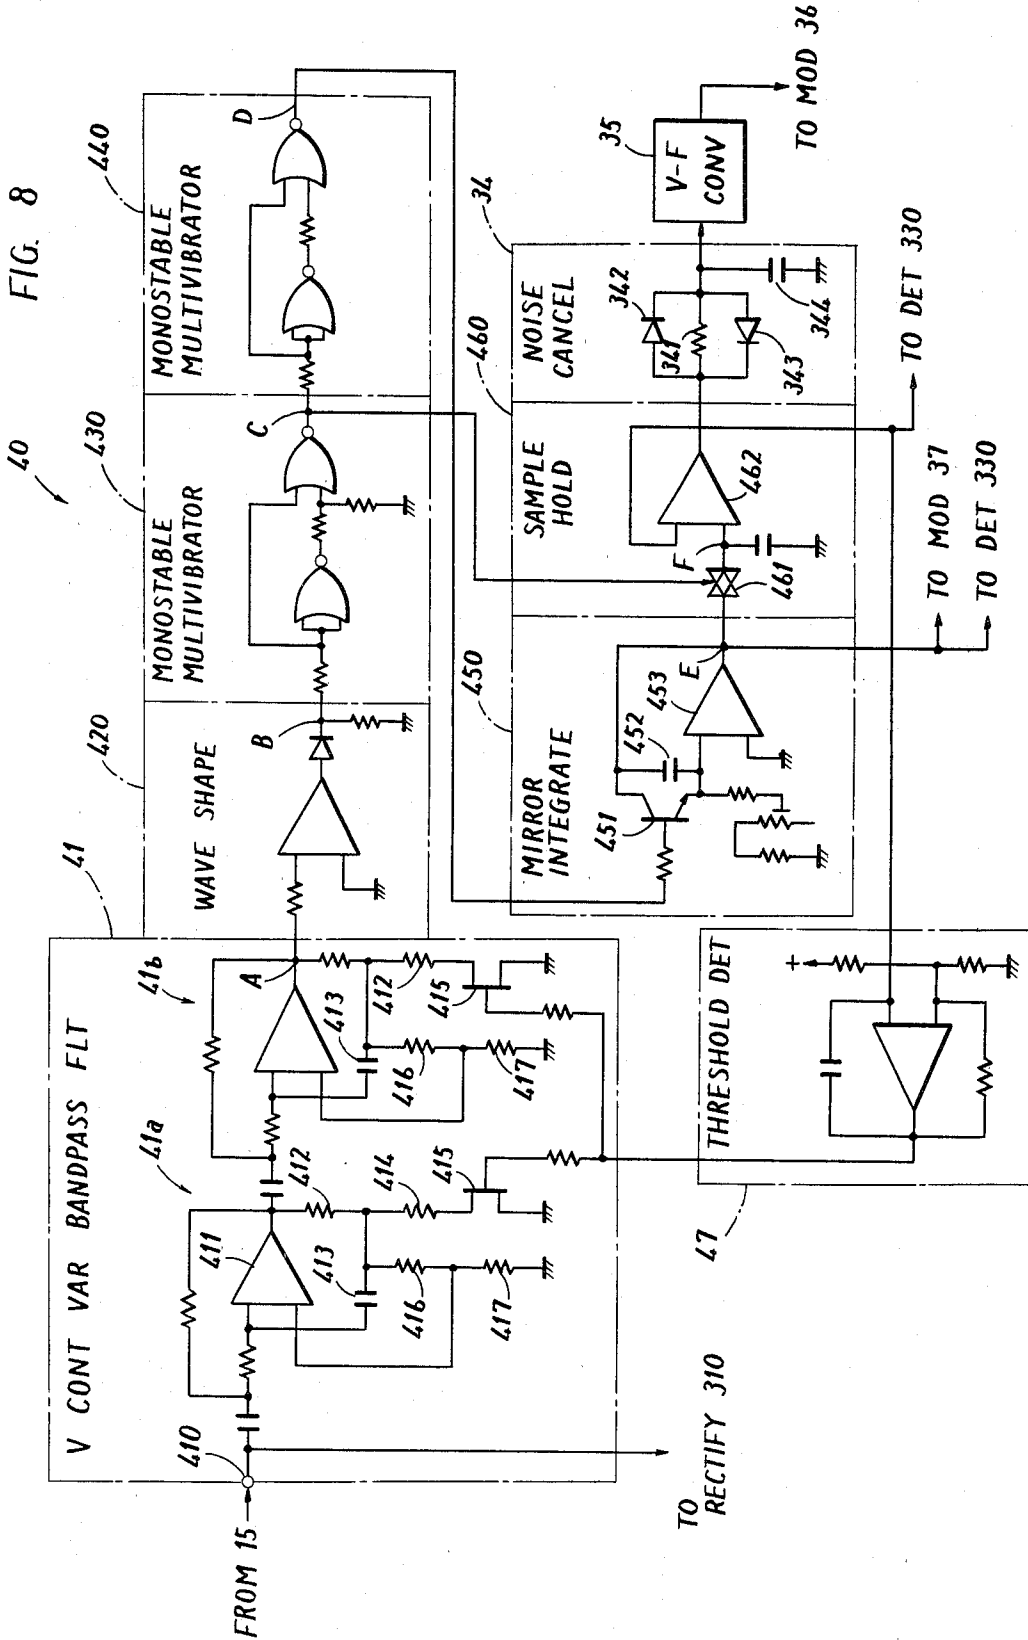 FIG. 8
40
41
V CONT VAR BANDPASS FLT
41a
41b
FROM 15
410
411
412
413
414
415
416
417
A
412
413
415
416
417
TO
RECTIFY 310
420
WAVE SHAPE
B
430
MONOSTABLE
MULTIVIBRATOR
C
440
MONOSTABLE
MULTIVIBRATOR
D
450
MIRROR
INTEGRATE
451
452
453
E
460
SAMPLE
HOLD
461
462
F
34
NOISE
CANCEL
341
342
343
344
35
V-F
CONV
TO MOD 36
TO DET 330
TO MOD 37
TO DET 330
47
THRESHOLD DET
+